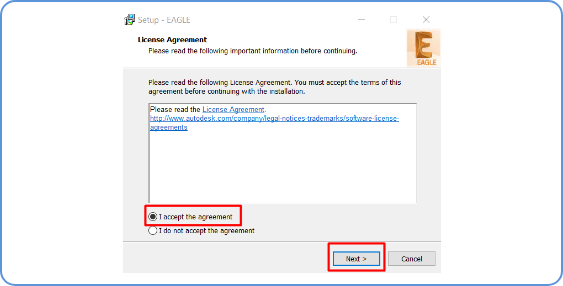 Setup - EAGLE
License Agreement
Please read the following important information before continuing.
EAGLE
Please read the following License Agreement. You must accept the terms of this
agreement before continuing with the installation.
Please read the License Agreement.
http://www.autodesk.com/company/legal-notices-trademarks/software-license-
agreements
I accept the agreement
I do not accept the agreement
Next >
Cancel